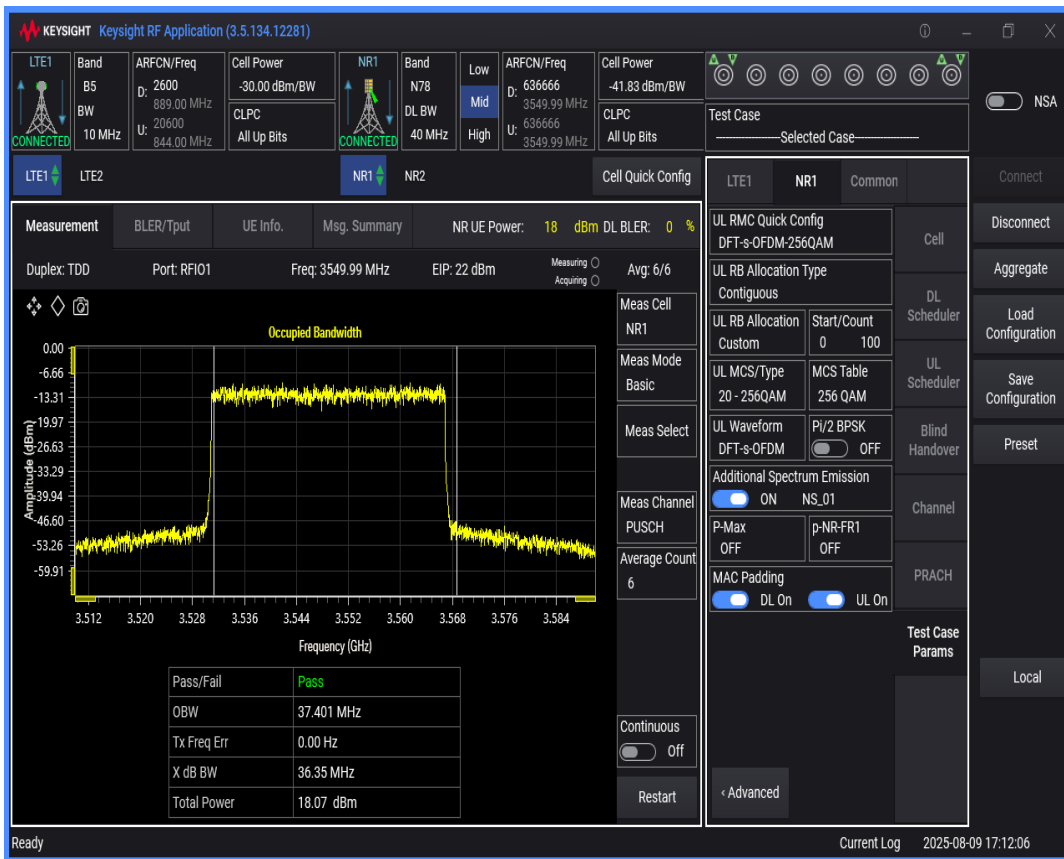 KEYSIGHT Keysight RF Application (3.5.134.12281)
LTE1
CONNECTED
Band
B5
BW
10 MHz
ARFCN/Freq
D: 2600
889.00 MHz
U: 20600
844.00 MHz
Cell Power
-30.00 dBm/BW
CLPC
All Up Bits
NR1
CONNECTED
Band
N78
DL BW
40 MHz
Low
Mid
High
ARFCN/Freq
D: 636666
3549.99 MHz
U: 636666
3549.99 MHz
Cell Power
-41.83 dBm/BW
CLPC
All Up Bits
Test Case
-----------------Selected Case-----------------
NSA
LTE1 LTE2 NR1 NR2 Cell Quick Config
Measurement BLER/Tput UE Info. Msg. Summary NR UE Power: 18 dBm DL BLER: 0 %
Duplex: TDD Port: RFIO1 Freq: 3549.99 MHz EIP: 22 dBm Measuring Avg: 6/6
Acquiring
Occupied Bandwidth
Amplitude (dBm)
0.00
-6.66
-13.31
-19.97
-26.63
-33.29
-39.94
-46.60
-53.26
-59.91
3.512 3.520 3.528 3.536 3.544 3.552 3.560 3.568 3.576 3.584
Frequency (GHz)
Pass/Fail Pass
OBW 37.401 MHz
Tx Freq Err 0.00 Hz
X dB BW 36.35 MHz
Total Power 18.07 dBm
Meas Cell
NR1
Meas Mode
Basic
Meas Select
Meas Channel
PUSCH
Average Count
6
Continuous
Off
Restart
LTE1 NR1 Common
UL RMC Quick Config
DFT-s-OFDM-256QAM
UL RB Allocation Type
Contiguous
UL RB Allocation
Custom
Start/Count
0 100
UL MCS/Type
20 - 256QAM
MCS Table
256 QAM
UL Waveform
DFT-s-OFDM
Pi/2 BPSK
OFF
Additional Spectrum Emission
ON NS_01
P-Max
OFF
p-NR-FR1
OFF
MAC Padding
DL On UL On
‹ Advanced
Cell
DL
Scheduler
UL
Scheduler
Blind
Handover
Channel
PRACH
Test Case
Params
Connect
Disconnect
Aggregate
Load
Configuration
Save
Configuration
Preset
Local
Ready Current Log 2025-08-09 17:12:06